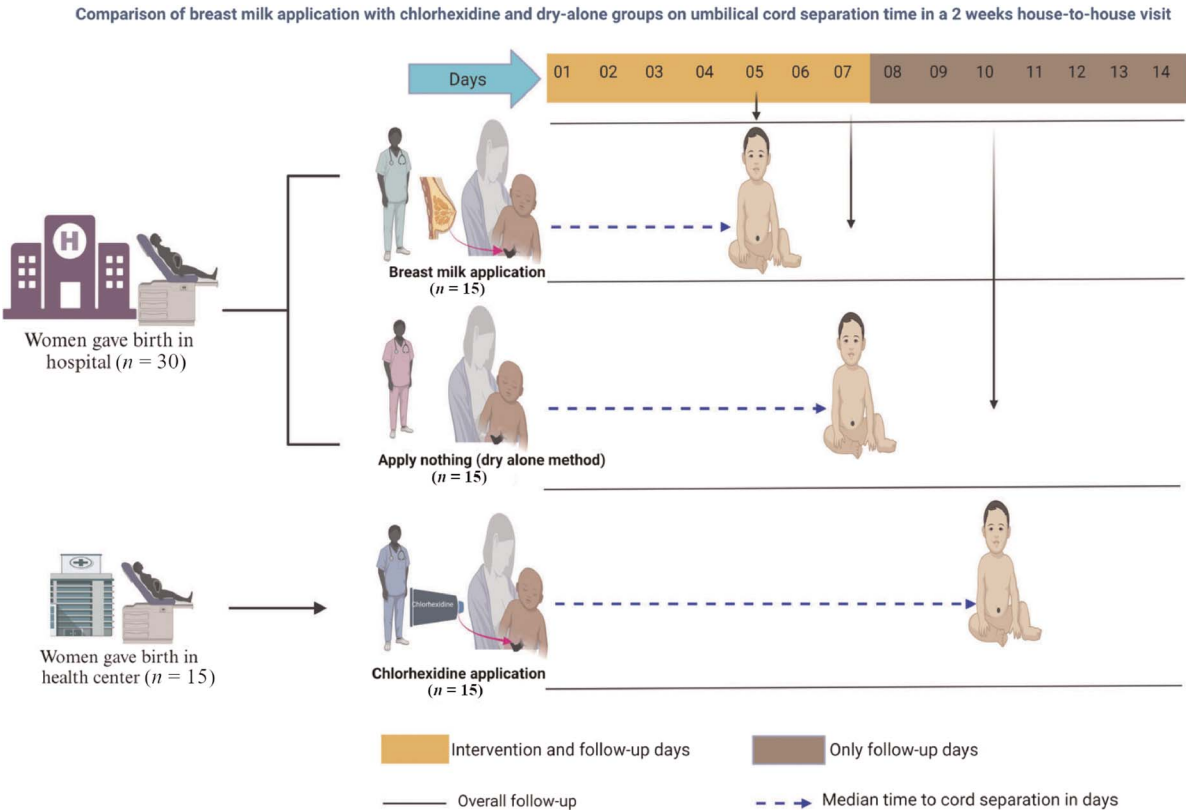 Comparison of breast milk application with chlorhexidine and dry-alone groups on umbilical cord separation time in a 2 weeks house-to-house visit
Days
01 02 03 04 05 06 07 08 09 10 11 12 13 14
H
Breast milk application
(n = 15)
Women gave birth in
hospital (n = 30)
Apply nothing (dry alone method)
(n = 15)
Chlorhexidine
Women gave birth in
health center (n = 15)
Chlorhexidine application
(n = 15)
Intervention and follow-up days
Only follow-up days
Overall follow-up
Median time to cord separation in days